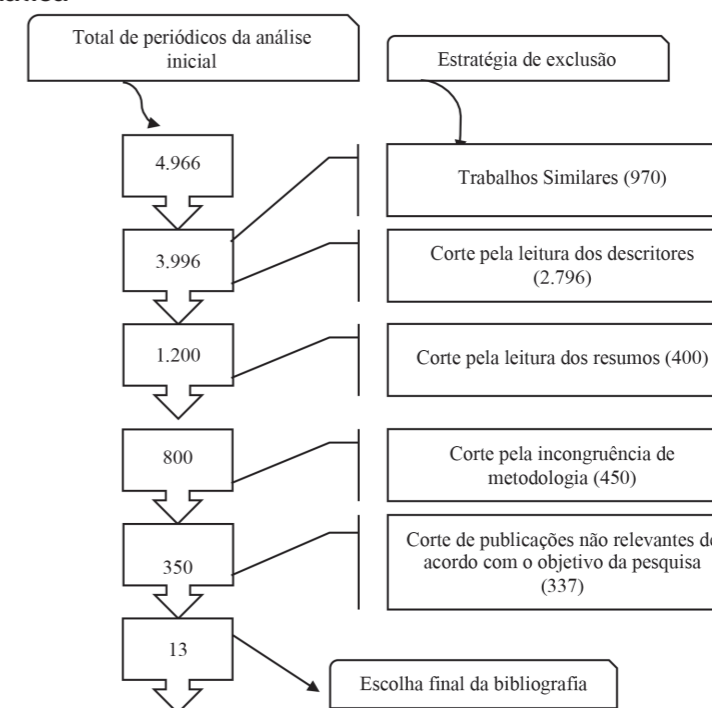 Total de periódicos da análise
inicial
Estratégia de exclusão
4.966
Trabalhos Similares (970)
3.996
Corte pela leitura dos descritores
(2.796)
1.200
Corte pela leitura dos resumos (400)
800
Corte pela incongruência de
metodologia (450)
350
Corte de publicações não relevantes de
acordo com o objetivo da pesquisa
(337)
13
Escolha final da bibliografia